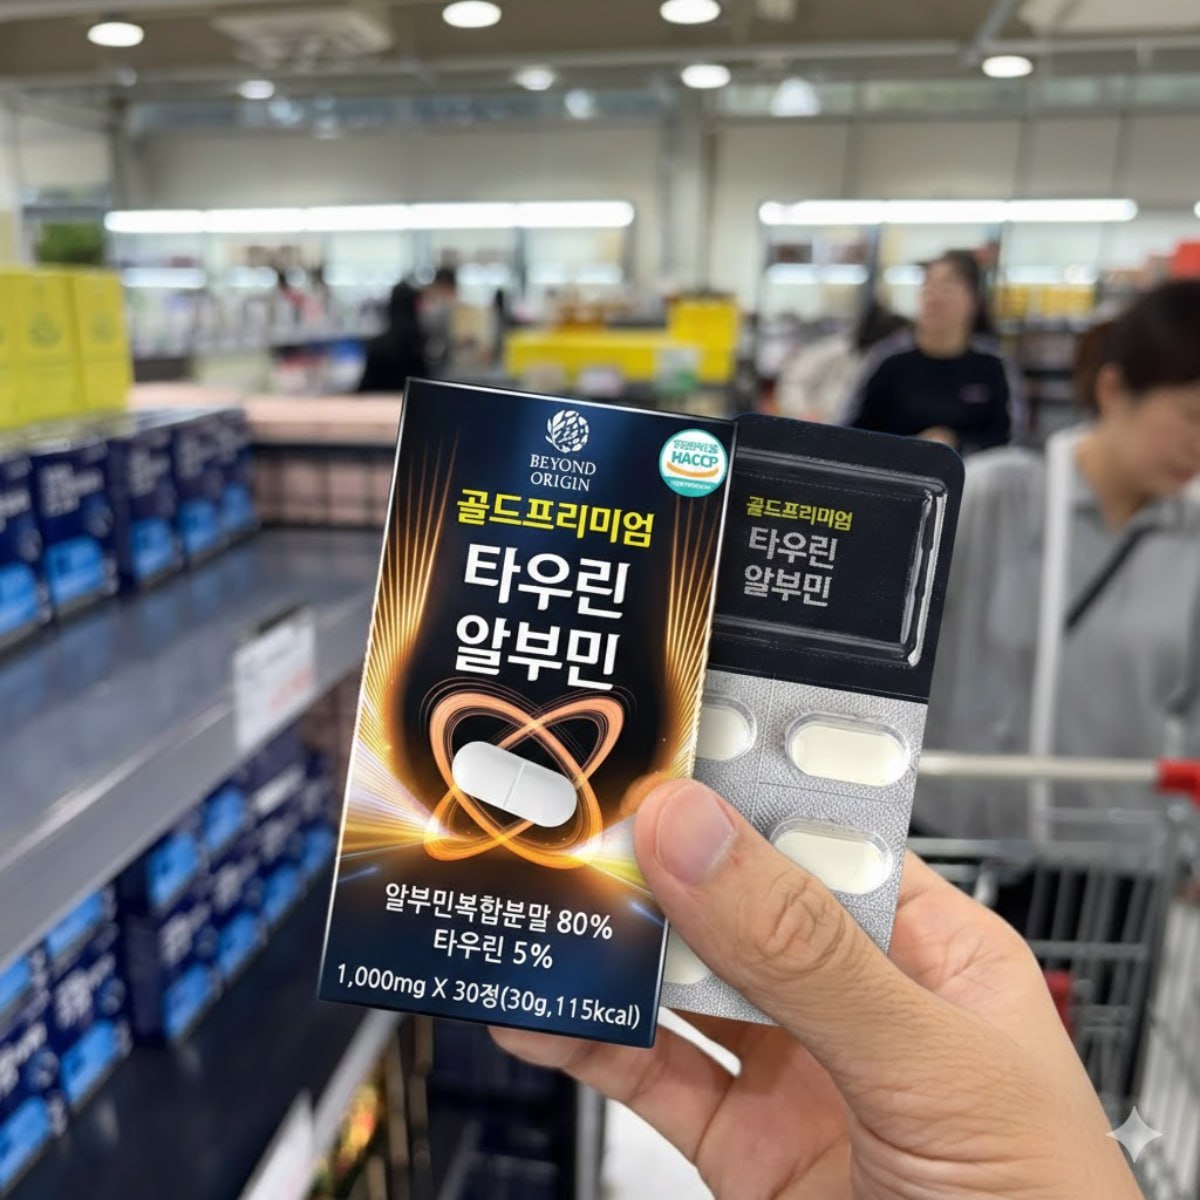 BEYOND
ORIGIN
HACCP
골드프리미엄
타우린
알부민
알부민복합분말 80%
타우린 5%
1,000mg X 30정(30g,115kcal)
골드프리미엄
타우린
알부민